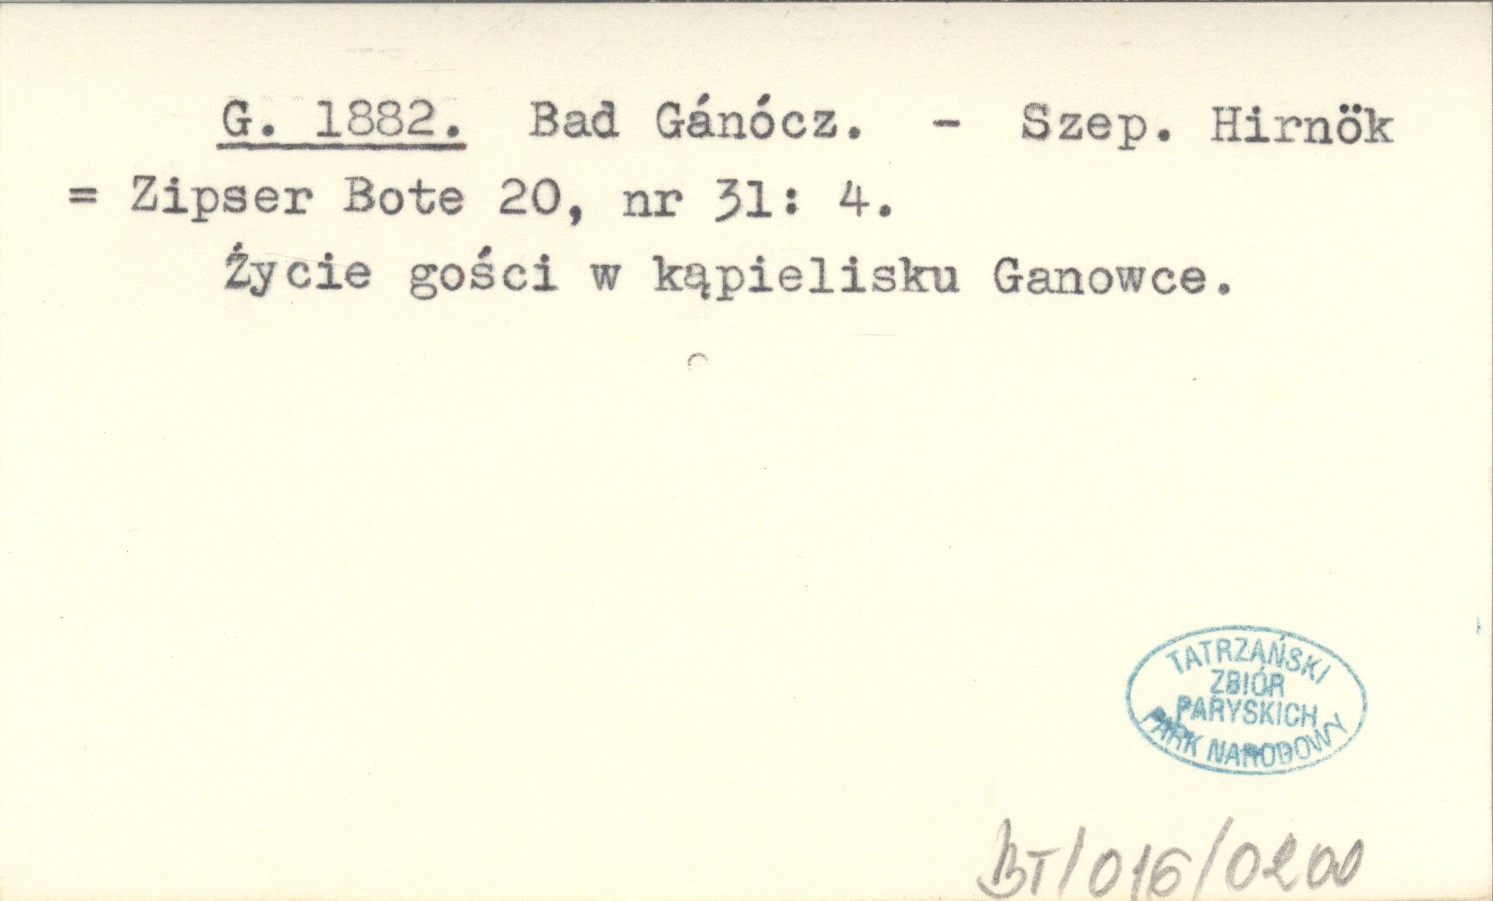 G. 1882. Bad Gánócz. - Szep. Hirnök
= Zipser Bote 20, nr 31: 4.
Życie gości w kąpielisku Ganowce.
TATRZAŃSKI
ZBIÓR
PARYSKICH
PARK NARODOWY
BT/016/0200